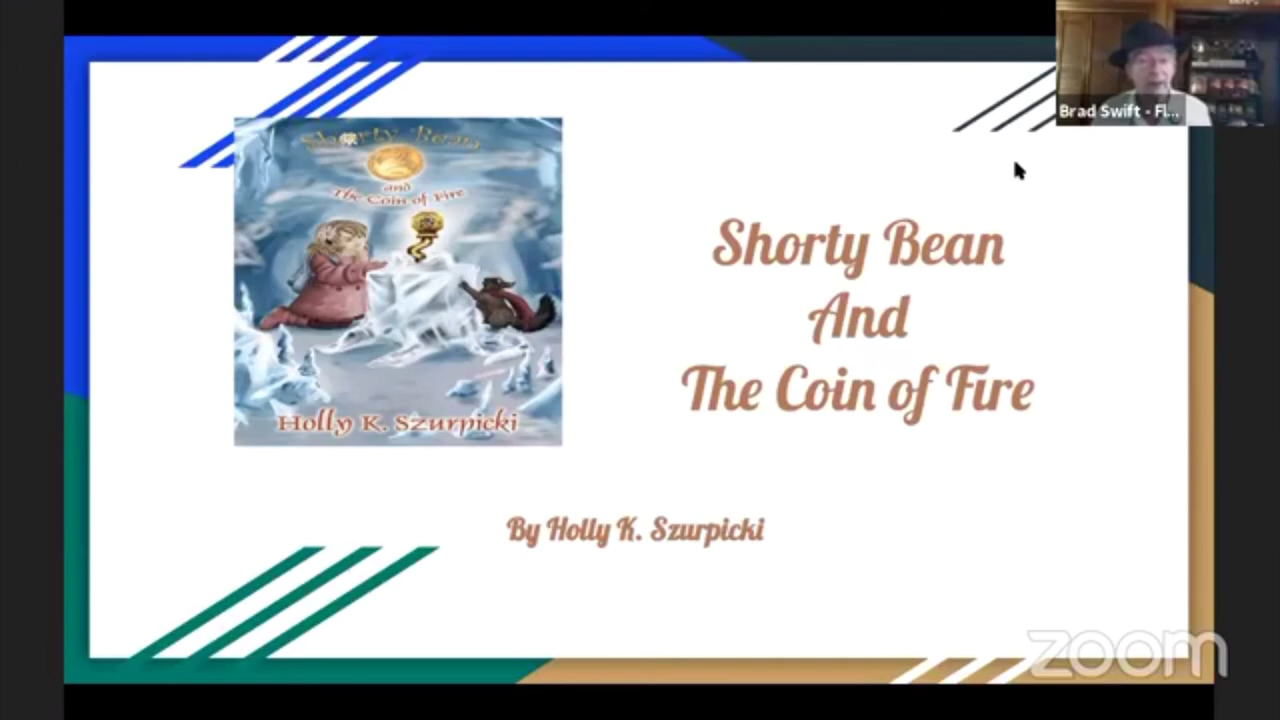 Brad Swift - Fl...
Shorty Bean
and
The Coin of Fire
Holly K. Szurpicki
Shorty Bean
And
The Coin of Fire
By Holly K. Szurpicki
zoom